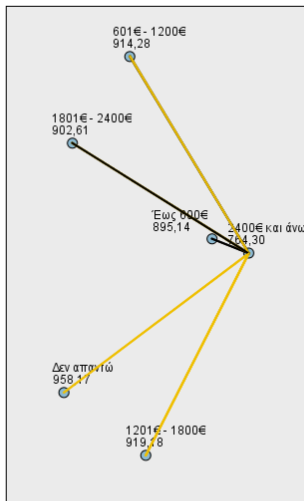 601€ - 1200€
914,28
1801€ - 2400€
902,61
Έως 600€
895,14
2400€ και άνω
764,30
Δεν απαντώ
958,17
1201€ - 1800€
919,18